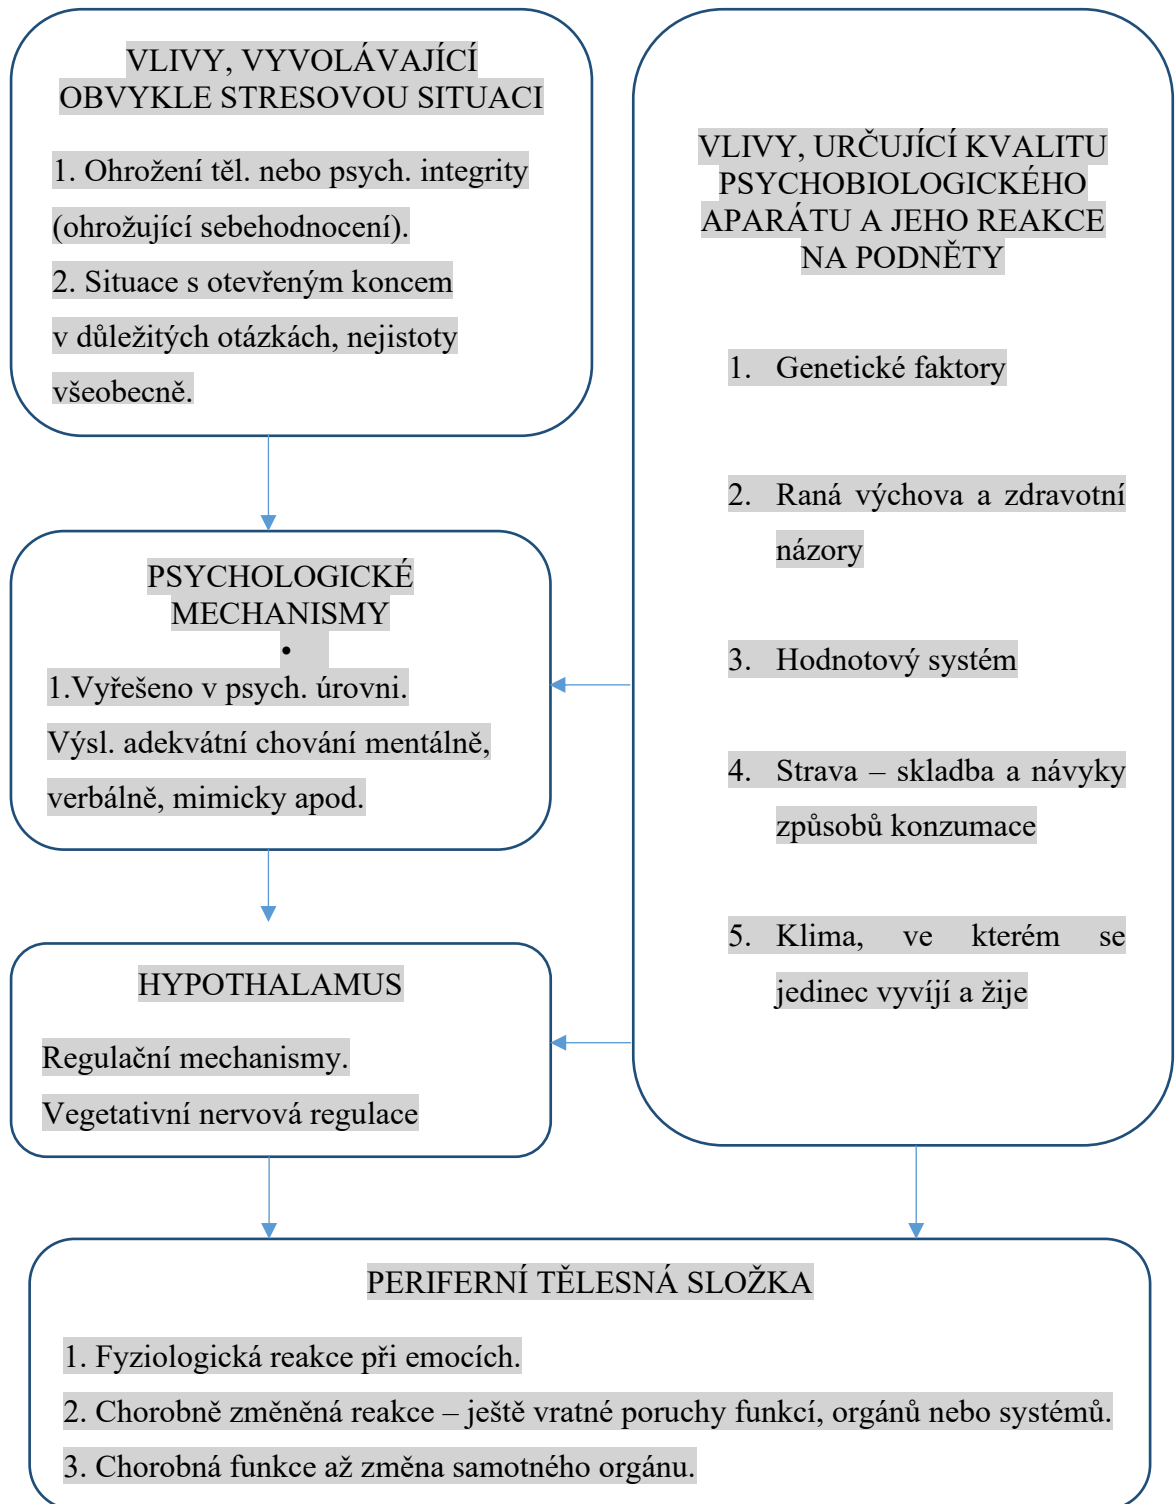 VLIVY, VYVOLÁVAJÍCÍ
OBVYKLE STRESOVOU SITUACI
1. Ohrožení těl. nebo psych. integrity
(ohrožující sebehodnocení).
2. Situace s otevřeným koncem
v důležitých otázkách, nejistoty
všeobecně.
VLIVY, URČUJÍCÍ KVALITU
PSYCHOBIOLOGICKÉHO
APARÁTU A JEHO REAKCE
NA PODNĚTY
1. Genetické faktory
2. Raná výchova a zdravotní
názory
3. Hodnotový systém
4. Strava – skladba a návyky
způsobů konzumace
5. Klima, ve kterém se
jedinec vyvíjí a žije
PSYCHOLOGICKÉ
MECHANISMY
•
1.Vyřešeno v psych. úrovni.
Výsl. adekvátní chování mentálně,
verbálně, mimicky apod.
HYPOTHALAMUS
Regulační mechanismy.
Vegetativní nervová regulace
PERIFERNÍ TĚLESNÁ SLOŽKA
1. Fyziologická reakce při emocích.
2. Chorobně změněná reakce – ještě vratné poruchy funkcí, orgánů nebo systémů.
3. Chorobná funkce až změna samotného orgánu.